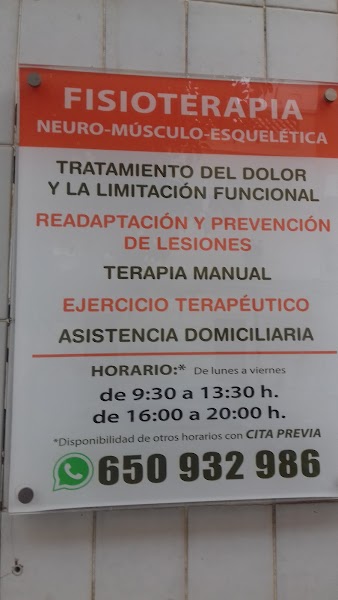 FISIOTERAPIA
NEURO-MÚSCULO-ESQUELÉTICA
TRATAMIENTO DEL DOLOR
Y LA LIMITACIÓN FUNCIONAL
READAPTACIÓN Y PREVENCIÓN
DE LESIONES
TERAPIA MANUAL
EJERCICIO TERAPÉUTICO
ASISTENCIA DOMICILIARIA
HORARIO:* De lunes a viernes
de 9:30 a 13:30 h.
de 16:00 a 20:00 h.
*Disponibilidad de otros horarios con CITA PREVIA
650 932 986